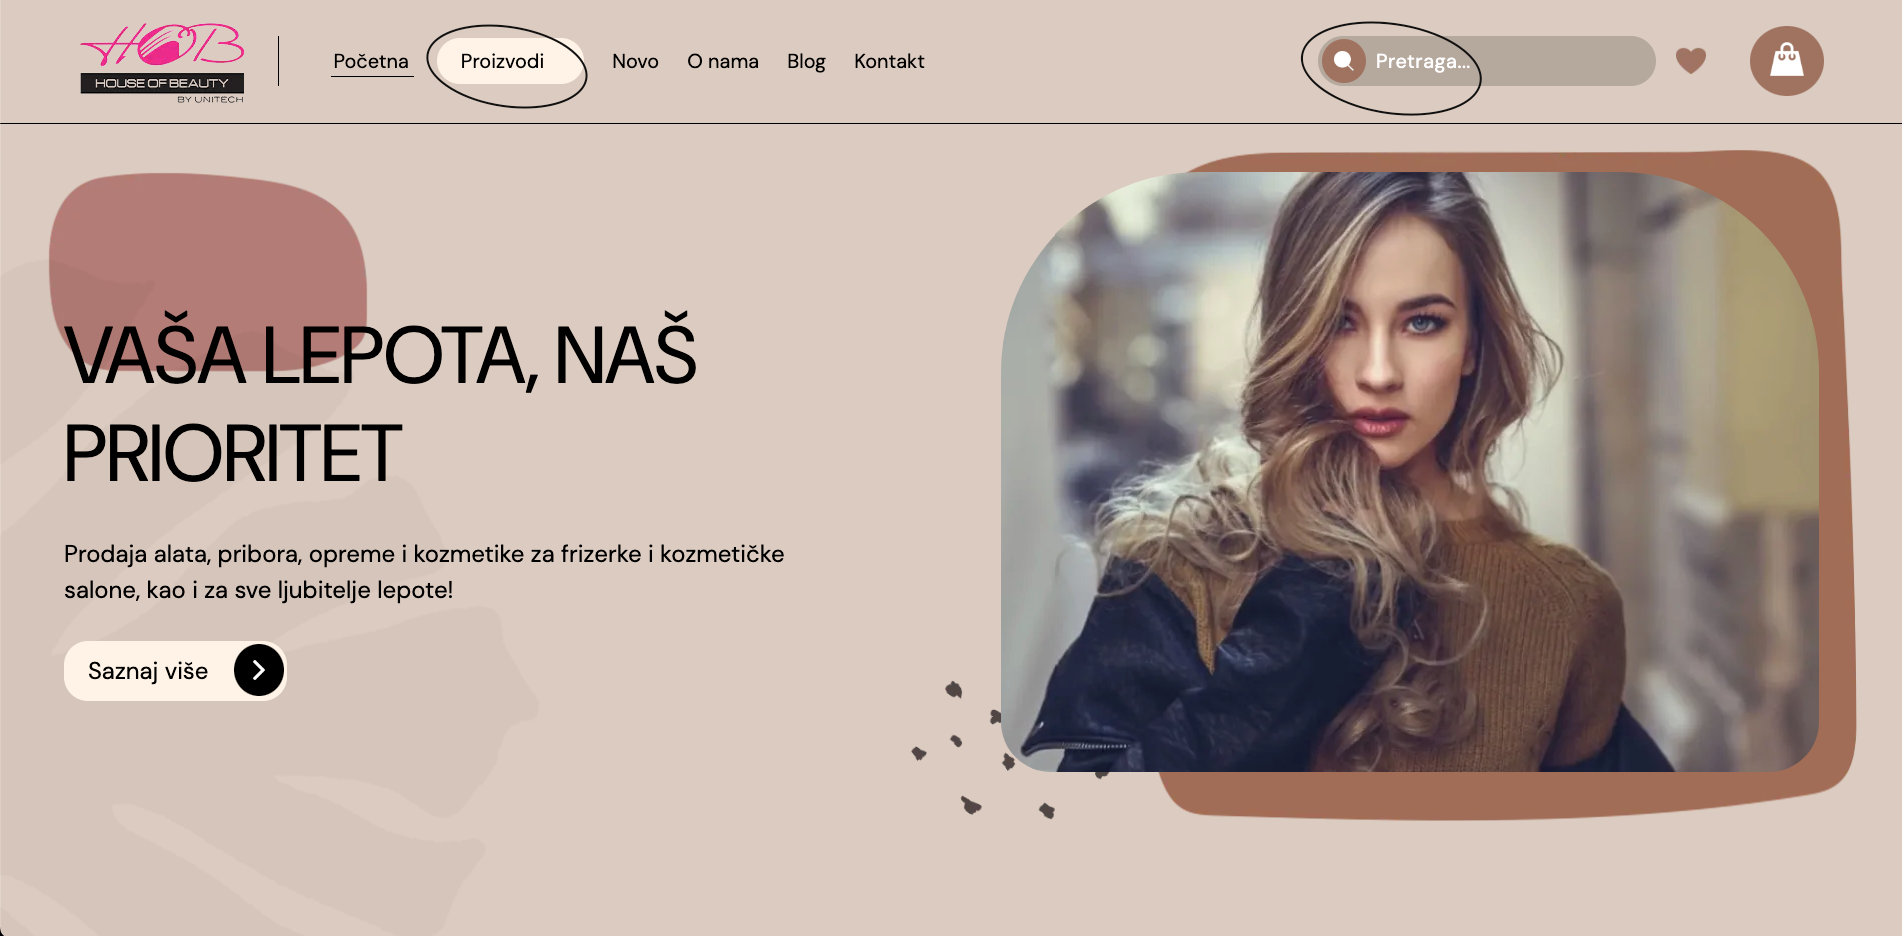 HOB
HOUSE OF BEAUTY
BY UNITECH
Početna
Proizvodi
Novo
O nama
Blog
Kontakt
Pretraga...
VAŠA LEPOTA, NAŠ
PRIORITET
Prodaja alata, pribora, opreme i kozmetike za frizerke i kozmetičke
salone, kao i za sve ljubitelje lepote!
Saznaj više